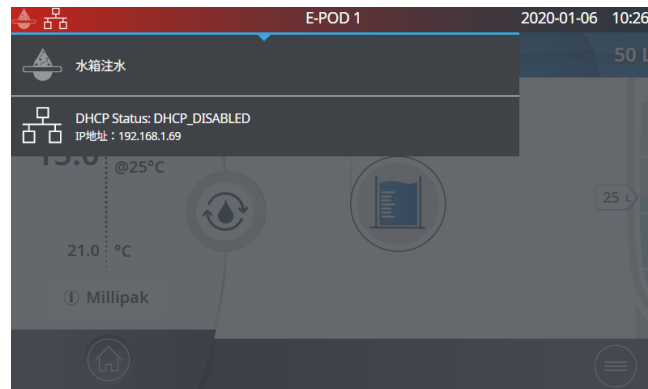 E-POD 1
2020-01-06 10:26
50 L
水箱注水
DHCP Status: DHCP_DISABLED
IP地址：192.168.1.69
@25°C
25 L
21.0 °C
Millipak